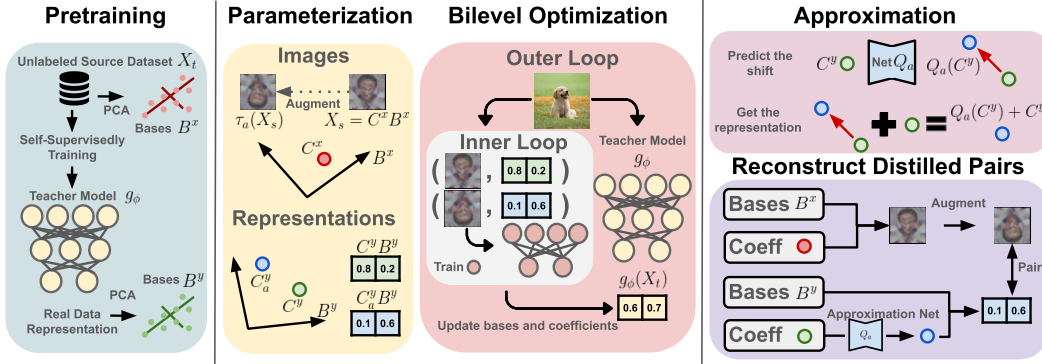 Pretraining
Unlabeled Source Dataset X_t
PCA
Bases B^x
Self-Supervisedly
Training
Teacher Model g_ϕ
Bases B^y
PCA
Real Data
Representation
Parameterization
Images
Augment
τ_a(X_s)
X_s = C^x B^x
C^x
B^x
Representations
C^y B^y
0.8 0.2
C_a^y
C^y
B^y
C_a^y B^y
0.1 0.6
Bilevel Optimization
Outer Loop
Inner Loop
( , 0.8 0.2 )
( , 0.1 0.6 )
Train
Teacher Model
g_ϕ
g_ϕ(X_t)
0.6 0.7
Update bases and coefficients
Approximation
Predict the
shift
C^y
Net Q_a
Q_a(C^y)
Get the
representation
+ =
Q_a(C^y) + C^y
Reconstruct Distilled Pairs
Bases B^x
Augment
Coeff
Pair
Bases B^y
Approximation Net
0.1 0.6
Coeff
Q_a